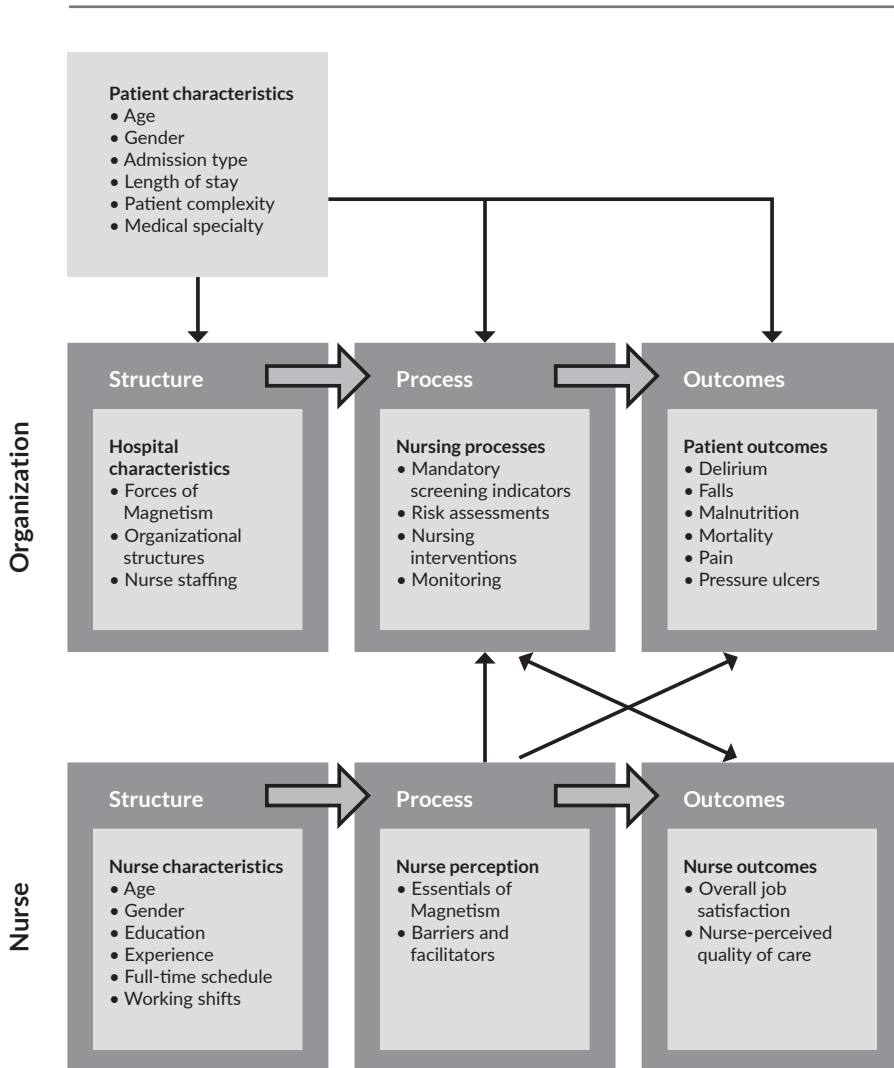 Patient characteristics
• Age
• Gender
• Admission type
• Length of stay
• Patient complexity
• Medical specialty
Organization
Structure
Hospital
characteristics
• Forces of
Magnetism
• Organizational
structures
• Nurse staffing
Process
Nursing processes
• Mandatory
screening indicators
• Risk assessments
• Nursing
interventions
• Monitoring
Outcomes
Patient outcomes
• Delirium
• Falls
• Malnutrition
• Mortality
• Pain
• Pressure ulcers
Nurse
Structure
Nurse characteristics
• Age
• Gender
• Education
• Experience
• Full-time schedule
• Working shifts
Process
Nurse perception
• Essentials of
Magnetism
• Barriers and
facilitators
Outcomes
Nurse outcomes
• Overall job
satisfaction
• Nurse-perceived
quality of care